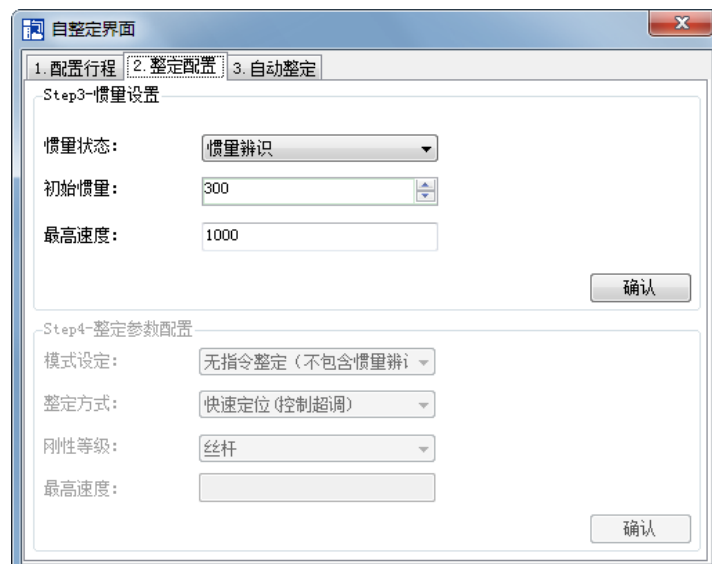 自整定界面
1.配置行程 2.整定配置 3.自动整定
Step3-惯量设置
惯量状态： 惯量辨识
初始惯量： 300
最高速度： 1000
确认
Step4-整定参数配置
模式设定： 无指令整定（不包含惯量辨
整定方式： 快速定位(控制超调)
刚性等级： 丝杆
最高速度：
确认